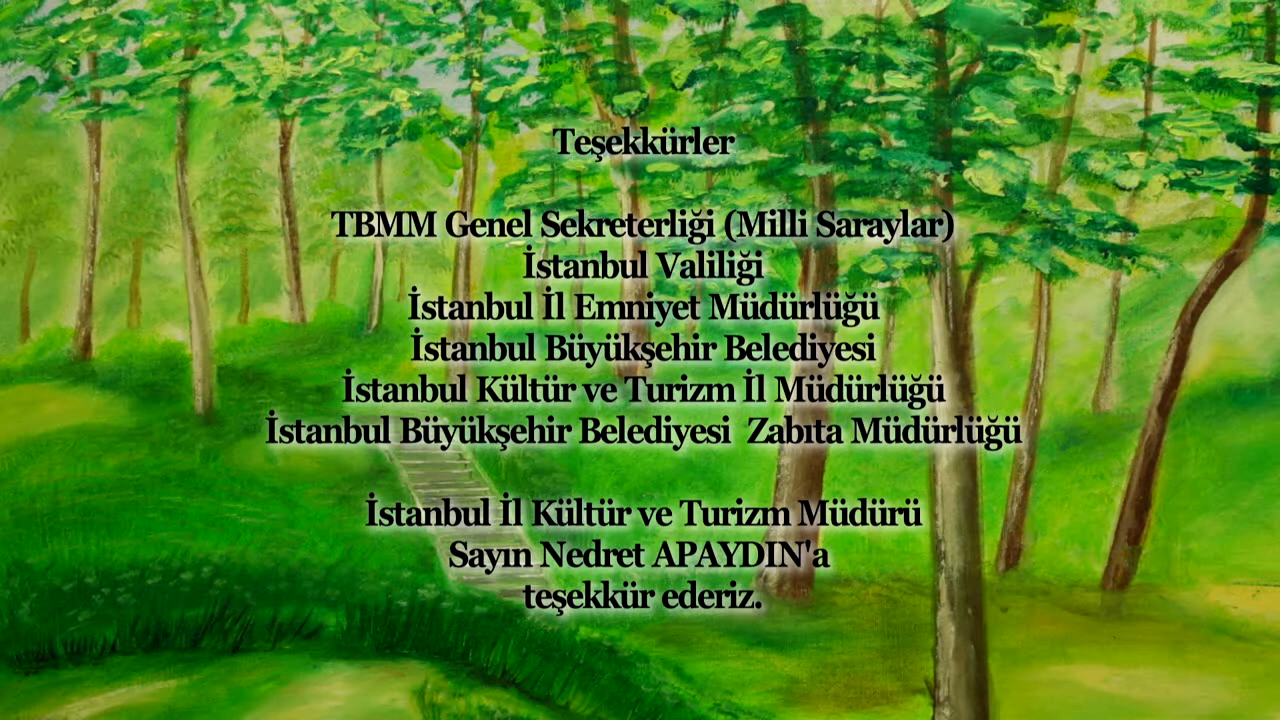 Teşekkürler
TBMM Genel Sekreterliği (Milli Saraylar)
İstanbul Valiliği
İstanbul İl Emniyet Müdürlüğü
İstanbul Büyükşehir Belediyesi
İstanbul Kültür ve Turizm İl Müdürlüğü
İstanbul Büyükşehir Belediyesi  Zabıta Müdürlüğü
İstanbul İl Kültür ve Turizm Müdürü
Sayın Nedret APAYDIN'a
teşekkür ederiz.